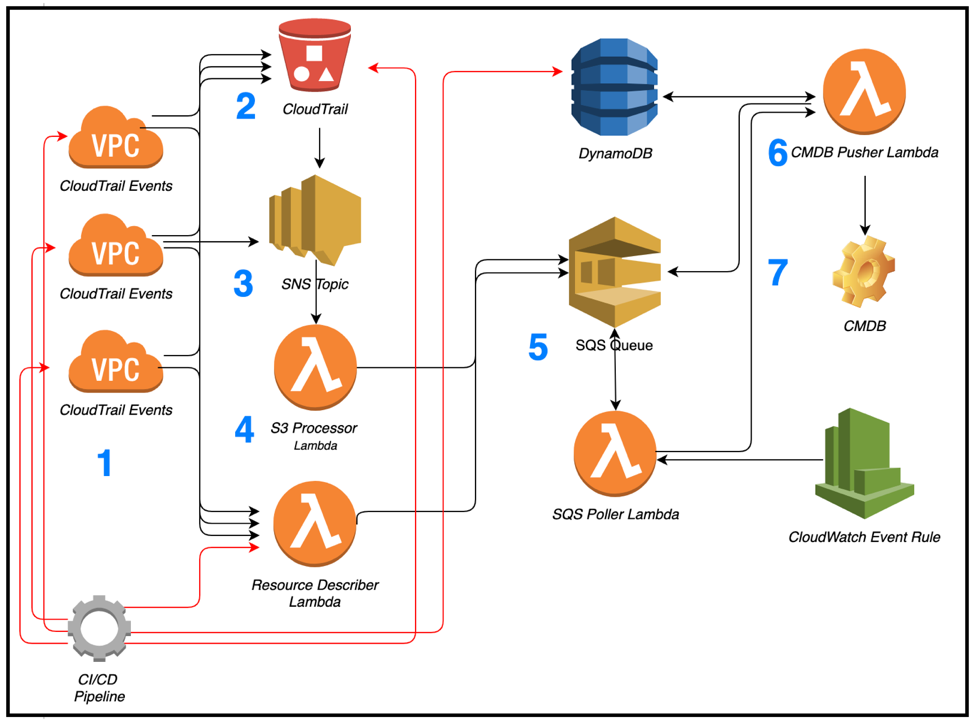 2
CloudTrail
DynamoDB
6
CMDB Pusher Lambda
VPC
CloudTrail Events
VPC
CloudTrail Events
3
SNS Topic
7
CMDB
5
SQS Queue
VPC
CloudTrail Events
1
4
S3 Processor
Lambda
SQS Poller Lambda
CloudWatch Event Rule
Resource Describer
Lambda
CI/CD
Pipeline